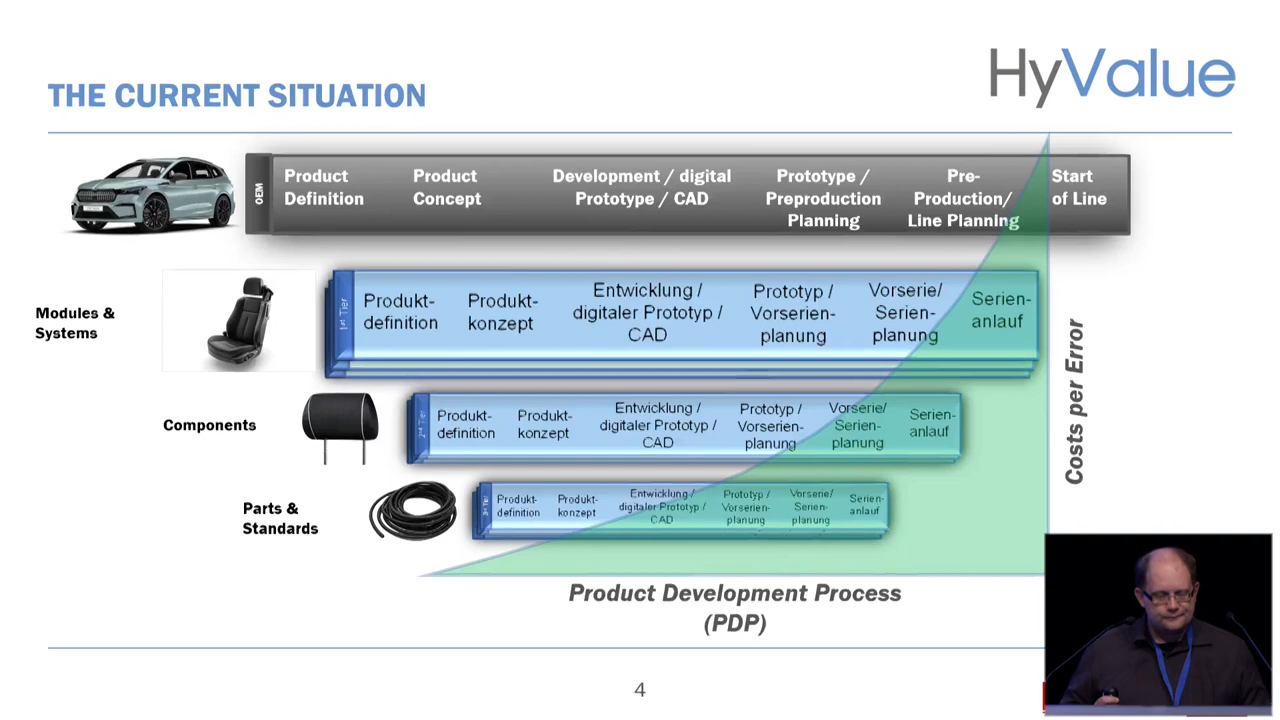 HyValue
THE CURRENT SITUATION
OEM
Product
Definition
Product
Concept
Development / digital
Prototype / CAD
Prototype /
Preproduction
Planning
Pre-
Production/
Line Planning
Start
of Line
Modules &
Systems
1st Tier
Produkt-
definition
Produkt-
konzept
Entwicklung /
digitaler Prototyp /
CAD
Prototyp /
Vorserien-
planung
Vorserie/
Serien-
planung
Serien-
anlauf
Components
2nd Tier
Produkt-
definition
Produkt-
konzept
Entwicklung /
digitaler Prototyp /
CAD
Prototyp /
Vorserien-
planung
Vorserie/
Serien-
planung
Serien-
anlauf
Parts &
Standards
3rd Tier
Produkt-
definition
Produkt-
konzept
Entwicklung /
digitaler Prototyp /
CAD
Prototyp /
Vorserien-
planung
Vorserie/
Serien-
planung
Serien-
anlauf
Costs per Error
Product Development Process
(PDP)
4